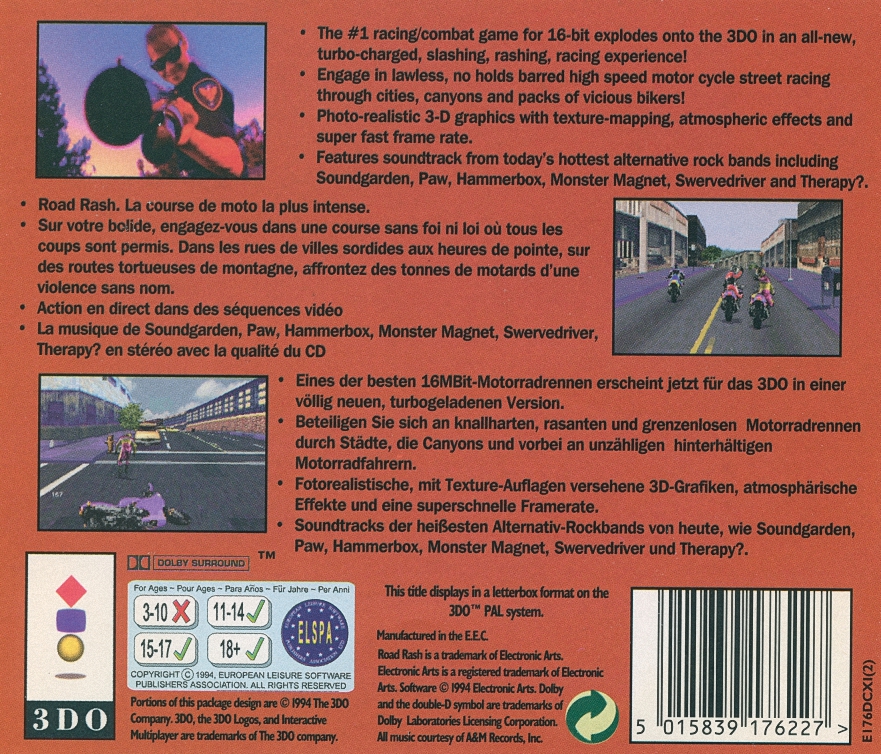 • The #1 racing/combat game for 16-bit explodes onto the 3DO in an all-new,
turbo-charged, slashing, rashing, racing experience!
• Engage in lawless, no holds barred high speed motor cycle street racing
through cities, canyons and packs of vicious bikers!
• Photo-realistic 3-D graphics with texture-mapping, atmospheric effects and
super fast frame rate.
• Features soundtrack from today's hottest alternative rock bands including
Soundgarden, Paw, Hammerbox, Monster Magnet, Swervedriver and Therapy?.
• Road Rash. La course de moto la plus intense.
• Sur votre bolide, engagez-vous dans une course sans foi ni loi où tous les
coups sont permis. Dans les rues de villes sordides aux heures de pointe, sur
des routes tortueuses de montagne, affrontez des tonnes de motards d'une
violence sans nom.
• Action en direct dans des séquences vidéo
• La musique de Soundgarden, Paw, Hammerbox, Monster Magnet, Swervedriver,
Therapy? en stéréo avec la qualité du CD
• Eines der besten 16MBit-Motorradrennen erscheint jetzt für das 3DO in einer
völlig neuen, turbogeladenen Version.
• Beteiligen Sie sich an knallharten, rasanten und grenzenlosen Motorradrennen
durch Städte, die Canyons und vorbei an unzähligen hinterhältigen
Motorradfahrern.
• Fotorealistische, mit Texture-Auflagen versehene 3D-Grafiken, atmosphärische
Effekte und eine superschnelle Framerate.
• Soundtracks der heißesten Alternativ-Rockbands von heute, wie Soundgarden,
Paw, Hammerbox, Monster Magnet, Swervedriver und Therapy?.
167
DOLBY SURROUND ™
3DO
For Ages ~ Pour Ages ~ Para Años ~ Für Jahre ~ Per Anni
3-10 11-14
15-17 18+
ELSPA
COPYRIGHT © 1994, EUROPEAN LEISURE SOFTWARE
PUBLISHERS ASSOCIATION. ALL RIGHTS RESERVED
Portions of this package design are © 1994 The 3DO
Company. 3DO, the 3DO Logos, and Interactive
Multiplayer are trademarks of The 3DO company.
This title displays in a letterbox format on the
3DO™ PAL system.
Manufactured in the E.E.C.
Road Rash is a trademark of Electronic Arts.
Electronic Arts is a registered trademark of Electronic
Arts. Software © 1994 Electronic Arts. Dolby
and the double-D symbol are trademarks of
Dolby Laboratories Licensing Corporation.
All music courtesy of A&M Records, Inc.
5 015839 176227 >
E176DCXI(2)